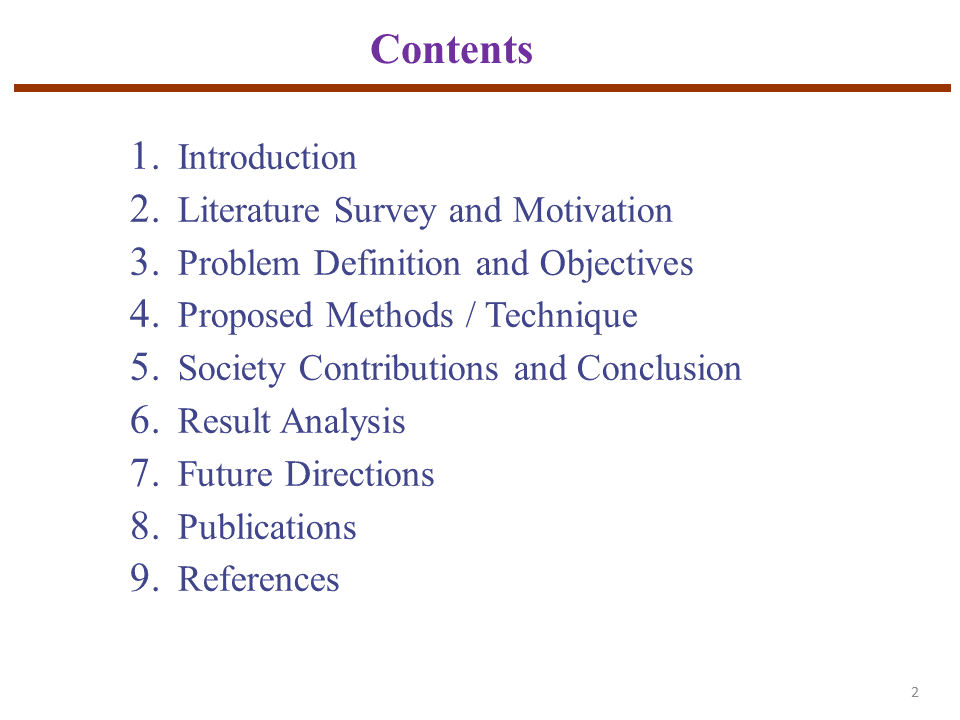 Contents
1. Introduction
2. Literature Survey and Motivation
3. Problem Definition and Objectives
4. Proposed Methods / Technique
5. Society Contributions and Conclusion
6. Result Analysis
7. Future Directions
8. Publications
9. References
2